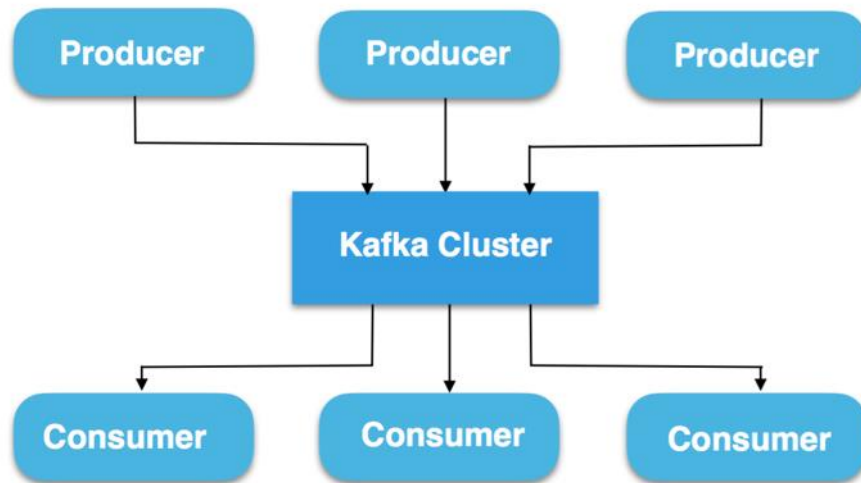 Producer
Producer
Producer
Kafka Cluster
Consumer
Consumer
Consumer